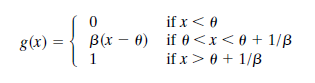 0 if x < θ
g(x) = { β(x − θ) if θ < x < θ + 1/β
1 if x > θ + 1/β